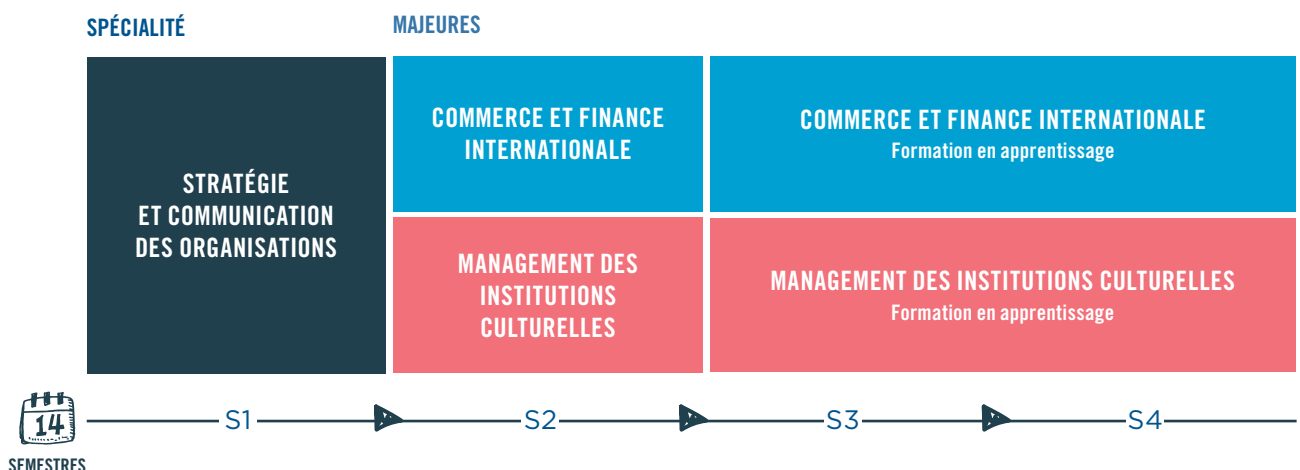 SPÉCIALITÉ
MAJEURES
STRATÉGIE
ET COMMUNICATION
DES ORGANISATIONS
COMMERCE ET FINANCE
INTERNATIONALE
COMMERCE ET FINANCE INTERNATIONALE
Formation en apprentissage
MANAGEMENT DES
INSTITUTIONS
CULTURELLES
MANAGEMENT DES INSTITUTIONS CULTURELLES
Formation en apprentissage
14
S1
S2
S3
S4
SEMESTRES